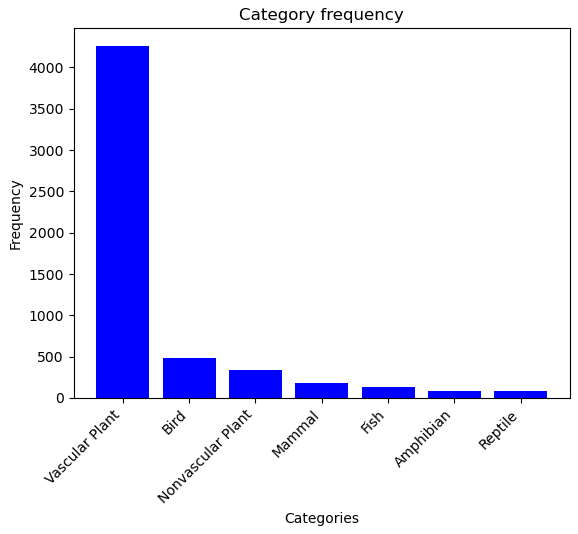 Category frequency
4000
3500
3000
2500
2000
1500
1000
500
0
Frequency
Vascular Plant
Bird
Nonvascular Plant
Mammal
Fish
Amphibian
Reptile
Categories